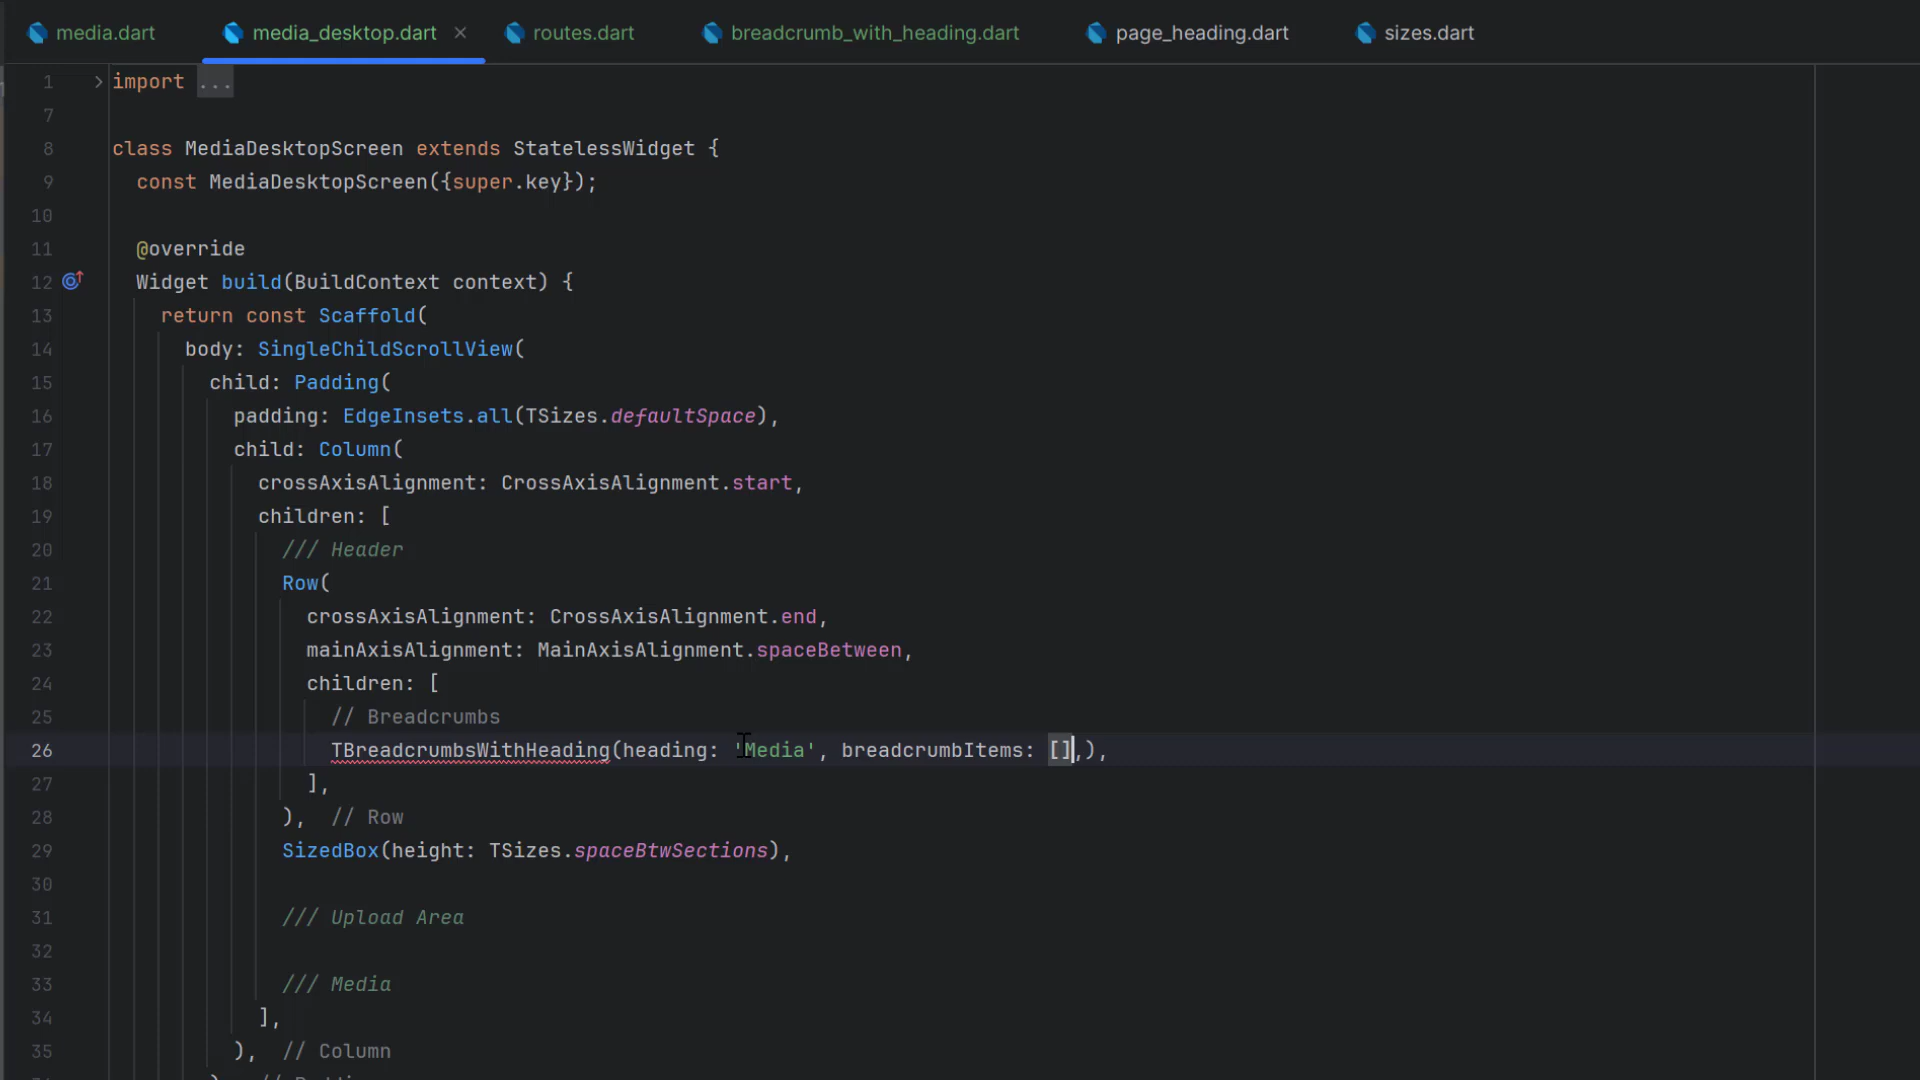 media.dart media_desktop.dart routes.dart breadcrumb_with_heading.dart page_heading.dart sizes.dart
1 import ...
7
8 class MediaDesktopScreen extends StatelessWidget {
9 const MediaDesktopScreen({super.key});
10
11 @override
12 Widget build(BuildContext context) {
13 return const Scaffold(
14 body: SingleChildScrollView(
15 child: Padding(
16 padding: EdgeInsets.all(TSizes.defaultSpace),
17 child: Column(
18 crossAxisAlignment: CrossAxisAlignment.start,
19 children: [
20 /// Header
21 Row(
22 crossAxisAlignment: CrossAxisAlignment.end,
23 mainAxisAlignment: MainAxisAlignment.spaceBetween,
24 children: [
25 // Breadcrumbs
26 TBreadcrumbsWithHeading(heading: 'Media', breadcrumbItems: [],),
27 ],
28 ), // Row
29 SizedBox(height: TSizes.spaceBtwSections),
30
31 /// Upload Area
32
33 /// Media
34 ],
35 ), // Column